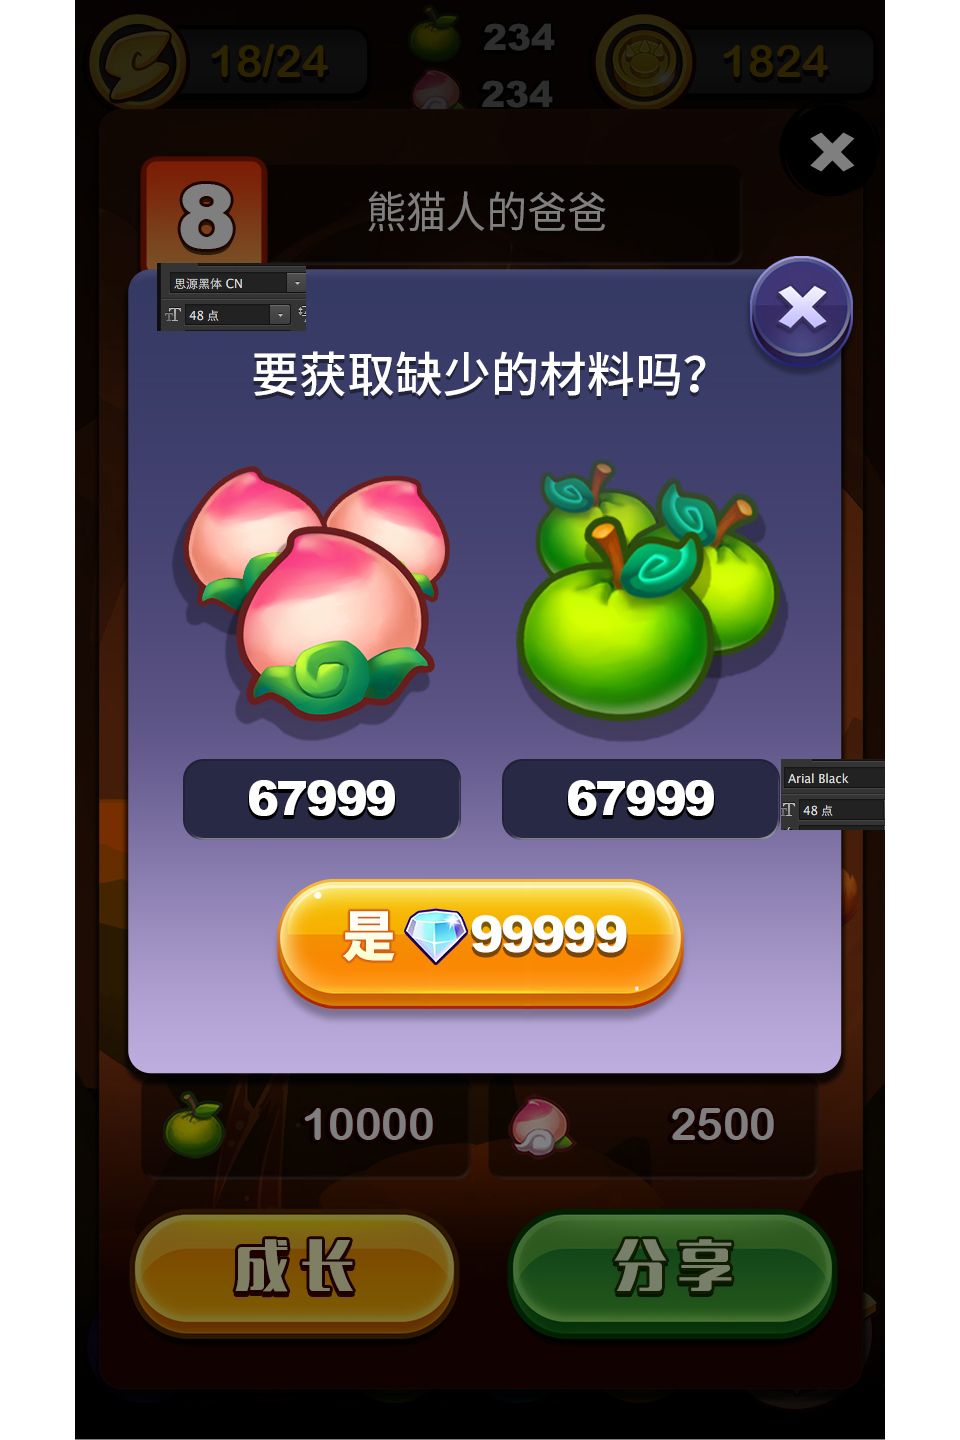 18/24
234
234
1824
8
熊猫人的爸爸
思源黑体 CN
48 点
要获取缺少的材料吗?
67999
67999
Arial Black
48 点
是 99999
10000
2500
成长
分享